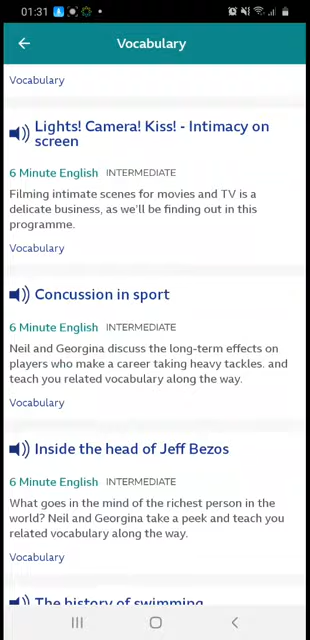 01:31
Vocabulary
Vocabulary
Lights! Camera! Kiss! - Intimacy on
screen
6 Minute English INTERMEDIATE
Filming intimate scenes for movies and TV is a
delicate business, as we'll be finding out in this
programme.
Vocabulary
Concussion in sport
6 Minute English INTERMEDIATE
Neil and Georgina discuss the long-term effects on
players who make a career taking heavy tackles. and
teach you related vocabulary along the way.
Vocabulary
Inside the head of Jeff Bezos
6 Minute English INTERMEDIATE
What goes in the mind of the richest person in the
world? Neil and Georgina take a peek and teach you
related vocabulary along the way.
Vocabulary
The history of swimming